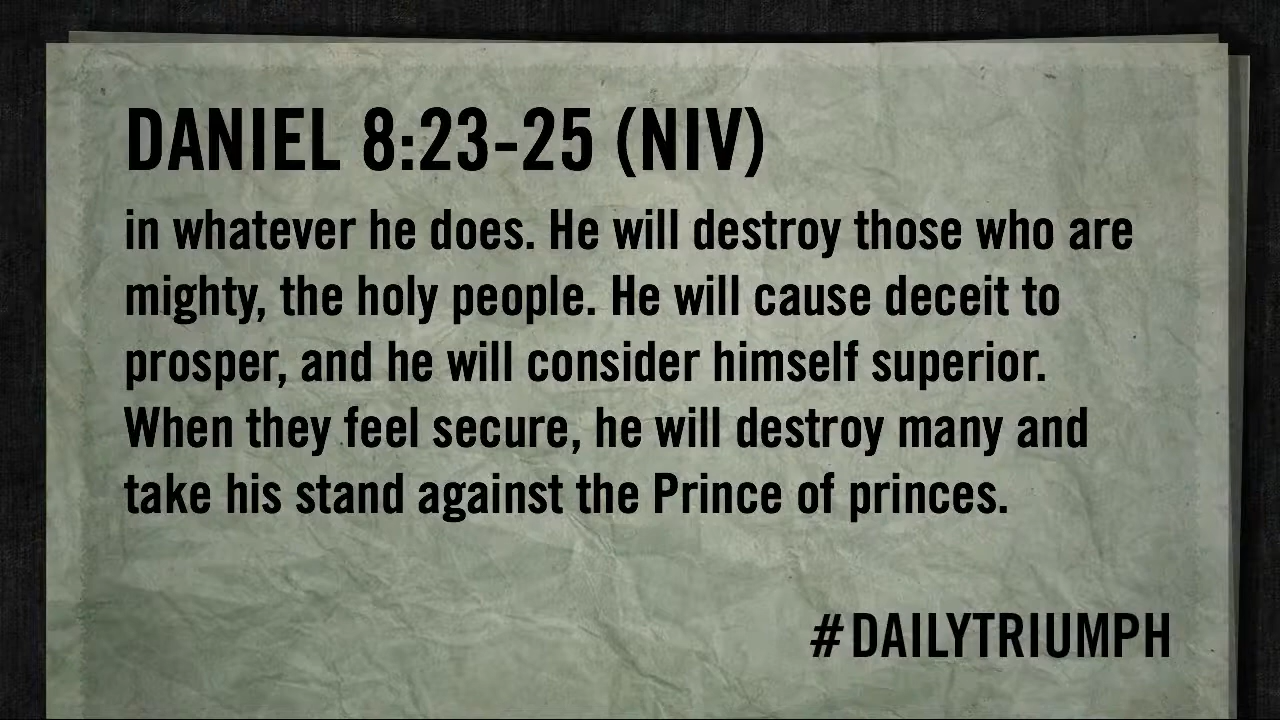 DANIEL 8:23-25 (NIV)
in whatever he does. He will destroy those who are
mighty, the holy people. He will cause deceit to
prosper, and he will consider himself superior.
When they feel secure, he will destroy many and
take his stand against the Prince of princes.
#DAILYTRIUMPH